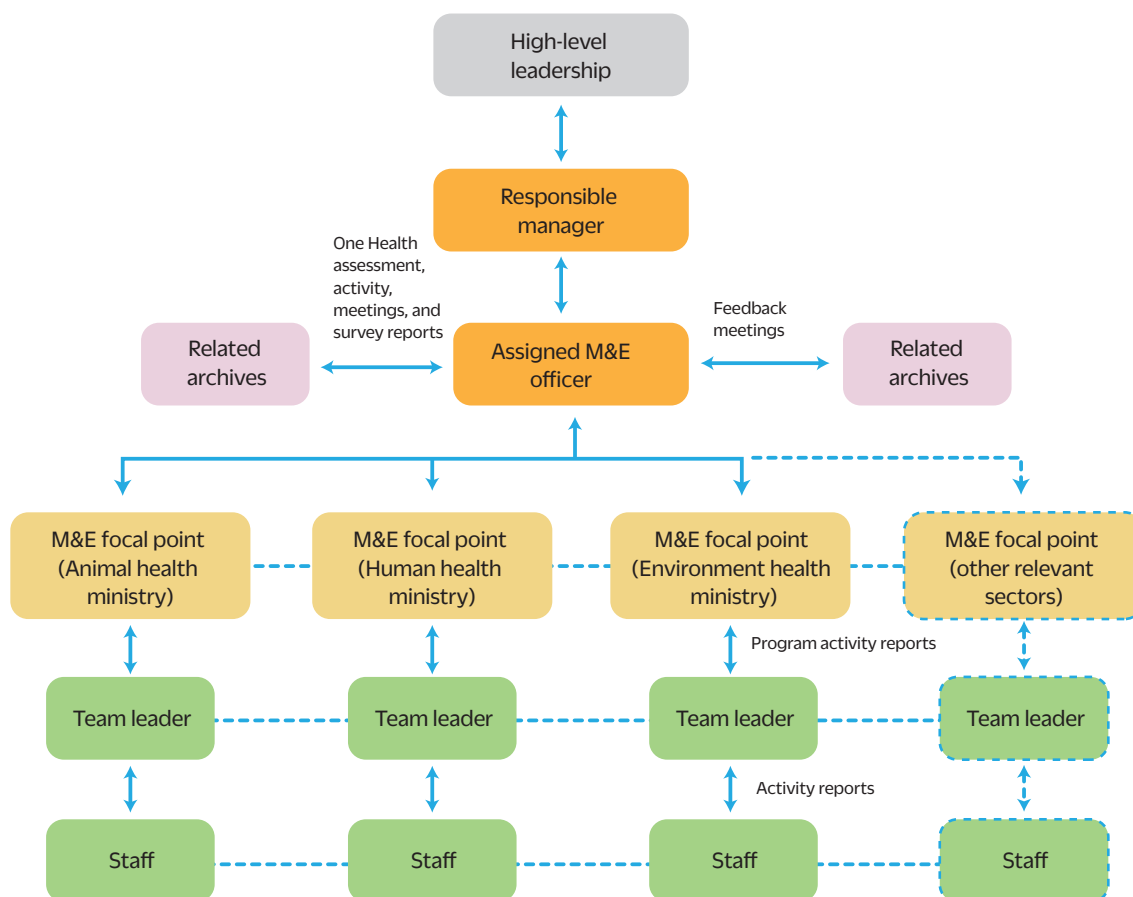 High-level
leadership
Responsible
manager
One Health
assessment,
activity,
meetings, and
survey reports
Feedback
meetings
Related
archives
Assigned M&E
officer
Related
archives
M&E focal point
(Animal health
ministry)
M&E focal point
(Human health
ministry)
M&E focal point
(Environment health
ministry)
M&E focal point
(other relevant
sectors)
Program activity reports
Team leader
Team leader
Team leader
Team leader
Activity reports
Staff
Staff
Staff
Staff